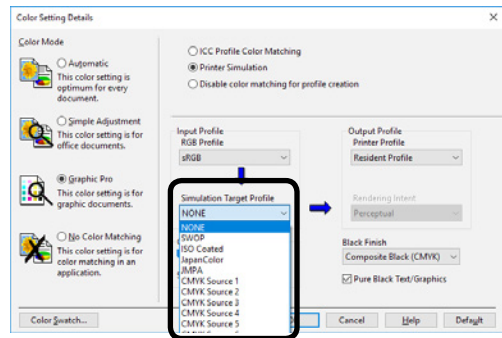 Color Setting Details
Color Mode
Automatic
This color setting is
optimum for every
document.
Simple Adjustment
This color setting is for
office documents.
Graphic Pro
This color setting is for
graphic documents.
No Color Matching
This color setting is for
color matching in an
application.
ICC Profile Color Matching
Printer Simulation
Disable color matching for profile creation
Input Profile
RGB Profile
sRGB
Simulation Target Profile
NONE
NONE
SWOP
ISO Coated
JapanColor
JMPA
CMYK Source 1
CMYK Source 2
CMYK Source 3
CMYK Source 4
CMYK Source 5
Output Profile
Printer Profile
Resident Profile
Rendering Intent
Perceptual
Black Finish
Composite Black (CMYK)
Pure Black Text/Graphics
Color Swatch...
Cancel
Help
Default